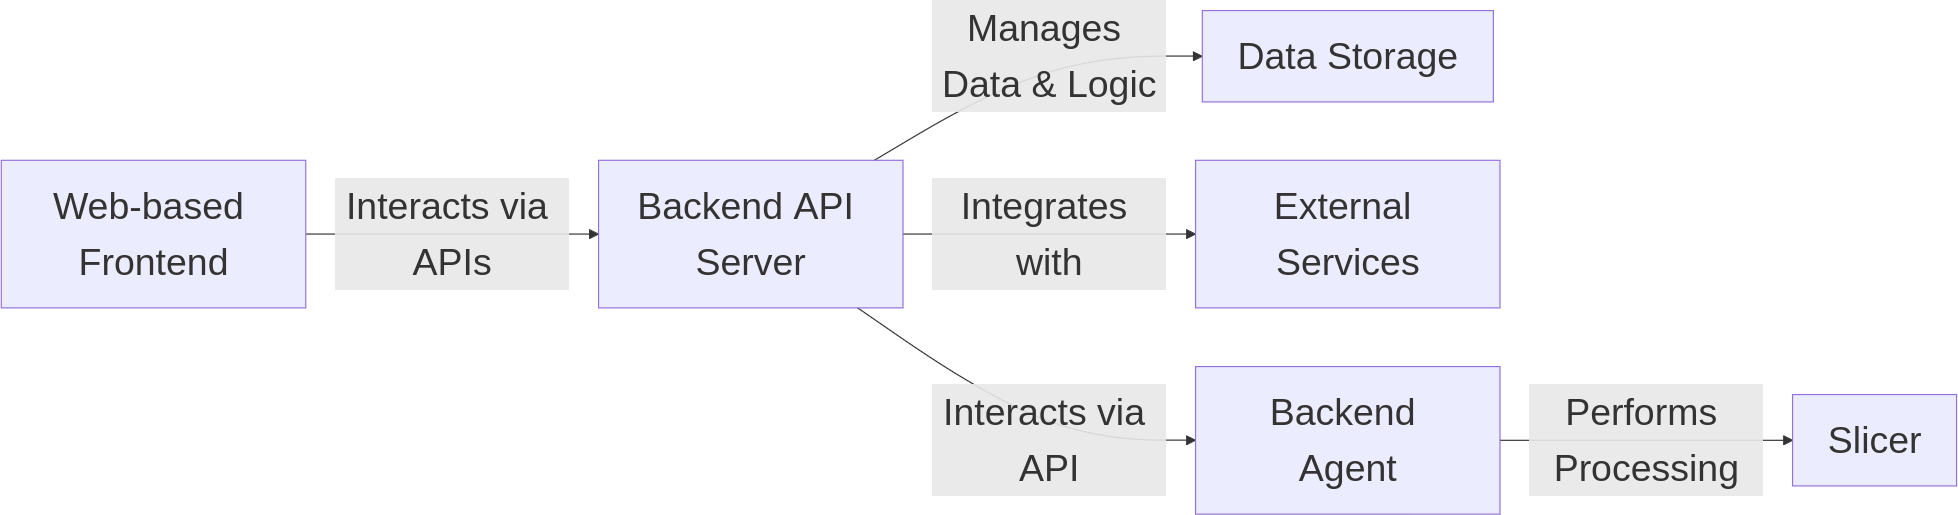 Manages
Data & Logic
Data Storage
Web-based
Frontend
Interacts via
APIs
Backend API
Server
Integrates
with
External
Services
Interacts via
API
Backend
Agent
Performs
Processing
Slicer